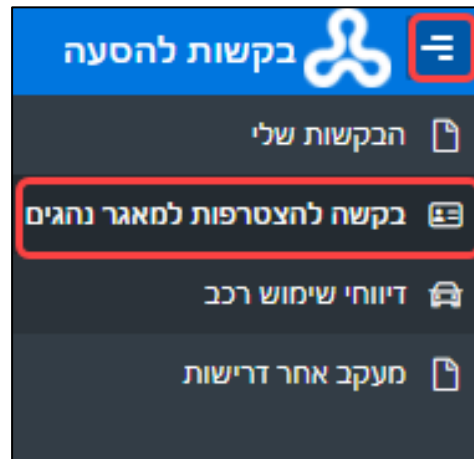 בקשות להסעה
הבקשות שלי
בקשה להצטרפות למאגר נהגים
דיווחי שימוש רכב
מעקב אחר דרישות